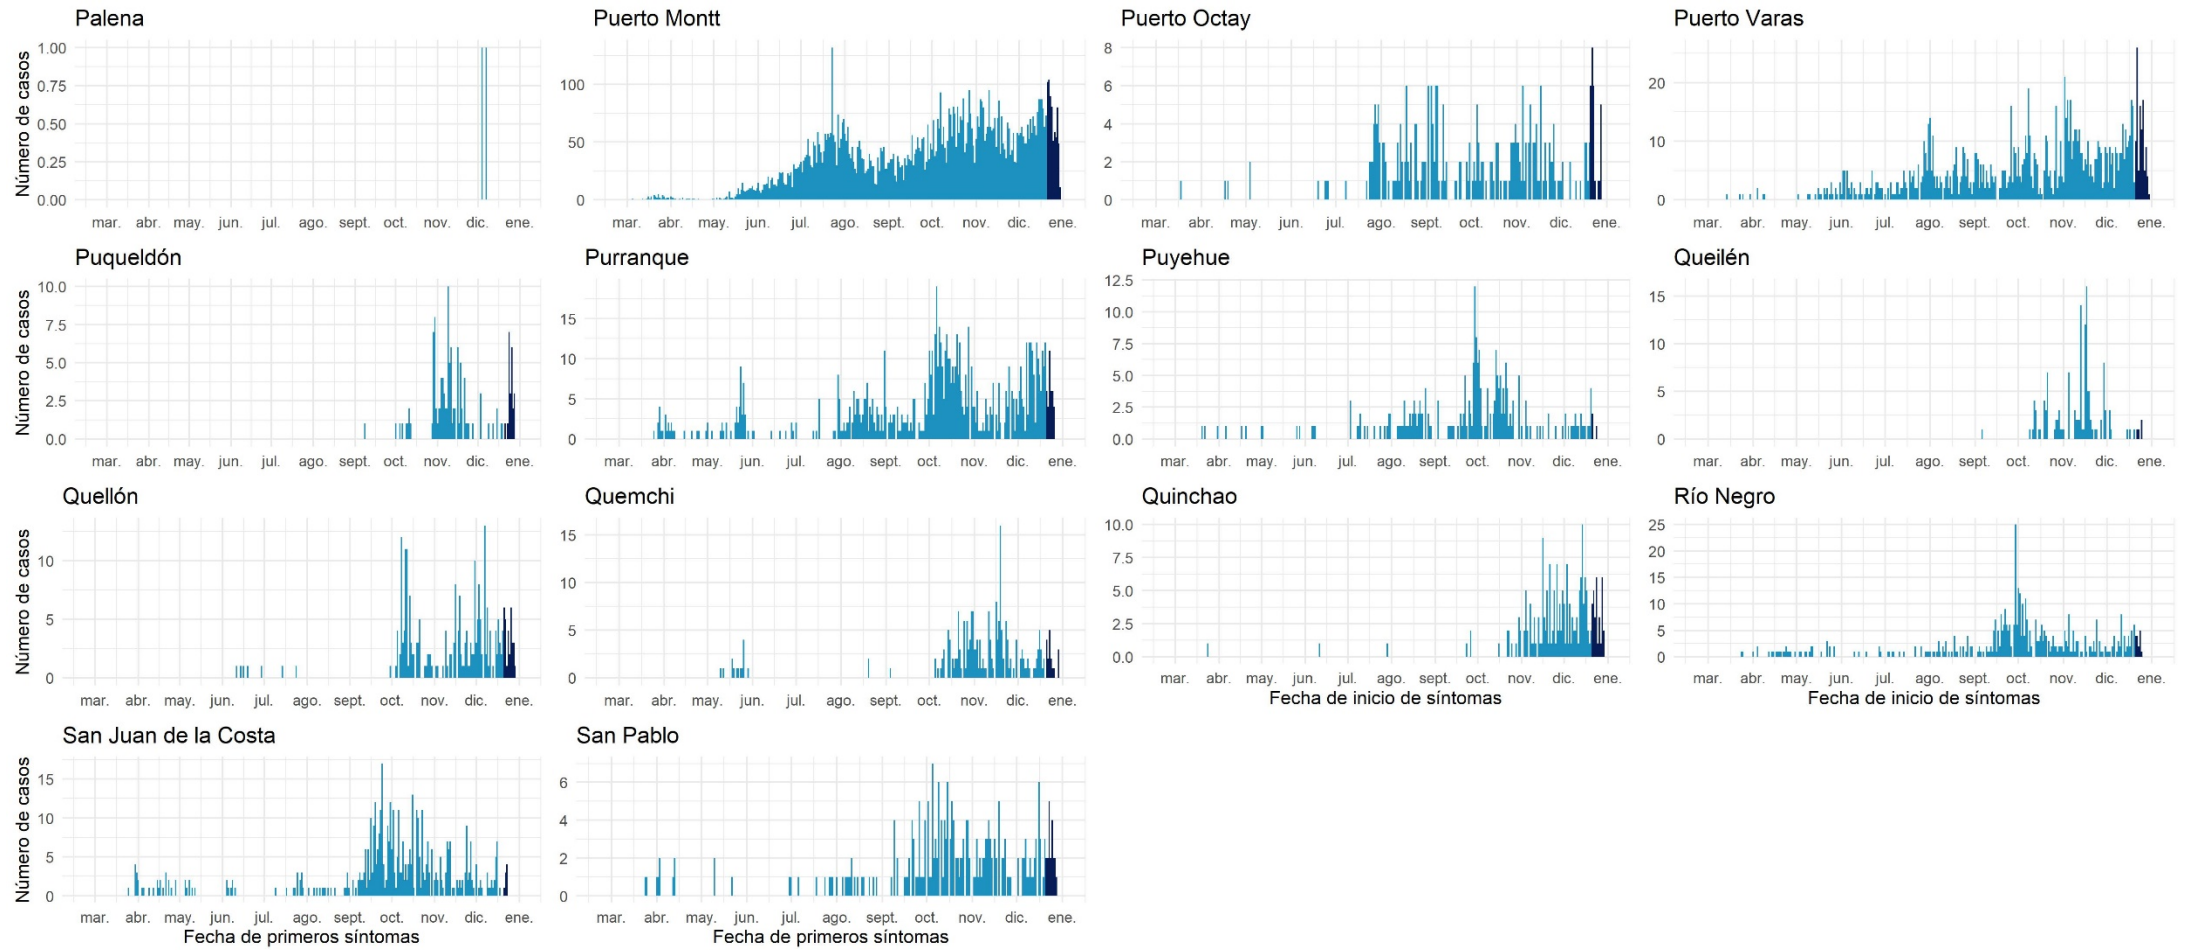 Palena
Número de casos
1.00
0.75
0.50
0.25
0.00
mar. abr. may. jun. jul. ago. sept. oct. nov. dic. ene.
Puerto Montt
100
50
0
mar. abr. may. jun. jul. ago. sept. oct. nov. dic. ene.
Puerto Octay
8
6
4
2
0
mar. abr. may. jun. jul. ago. sept. oct. nov. dic. ene.
Puerto Varas
20
10
0
mar. abr. may. jun. jul. ago. sept. oct. nov. dic. ene.
Puqueldón
Número de casos
10.0
7.5
5.0
2.5
0.0
mar. abr. may. jun. jul. ago. sept. oct. nov. dic. ene.
Purranque
15
10
5
0
mar. abr. may. jun. jul. ago. sept. oct. nov. dic. ene.
Puyehue
12.5
10.0
7.5
5.0
2.5
0.0
mar. abr. may. jun. jul. ago. sept. oct. nov. dic. ene.
Queilén
15
10
5
0
mar. abr. may. jun. jul. ago. sept. oct. nov. dic. ene.
Quellón
Número de casos
10
5
0
mar. abr. may. jun. jul. ago. sept. oct. nov. dic. ene.
Quemchi
15
10
5
0
mar. abr. may. jun. jul. ago. sept. oct. nov. dic. ene.
Quinchao
10.0
7.5
5.0
2.5
0.0
mar. abr. may. jun. jul. ago. sept. oct. nov. dic. ene.
Fecha de inicio de síntomas
Río Negro
25
20
15
10
5
0
mar. abr. may. jun. jul. ago. sept. oct. nov. dic. ene.
Fecha de inicio de síntomas
San Juan de la Costa
Número de casos
15
10
5
0
mar. abr. may. jun. jul. ago. sept. oct. nov. dic. ene.
Fecha de primeros síntomas
San Pablo
6
4
2
0
mar. abr. may. jun. jul. ago. sept. oct. nov. dic. ene.
Fecha de primeros síntomas